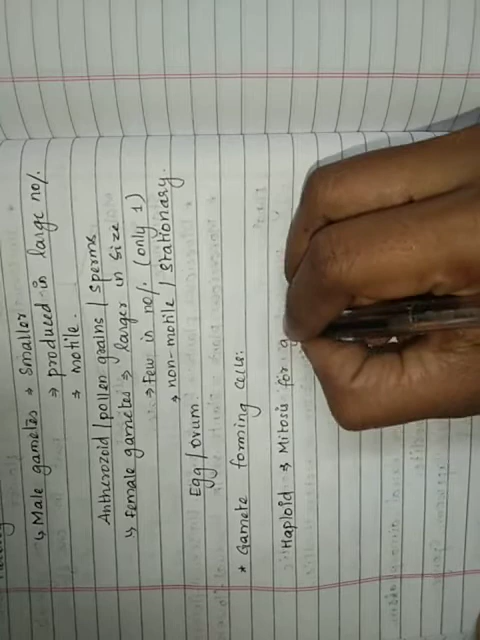 ↳ Male gametes → smaller
→ produced in large no/.
→ motile.
Antherozoid/pollen grains / sperms.
↳ female gametes → larger in size
→ few in no/. (only 1)
→ non-motile / stationary.
Egg / ovum.
* Gamete forming cells:
Haploid → Mitosis for g